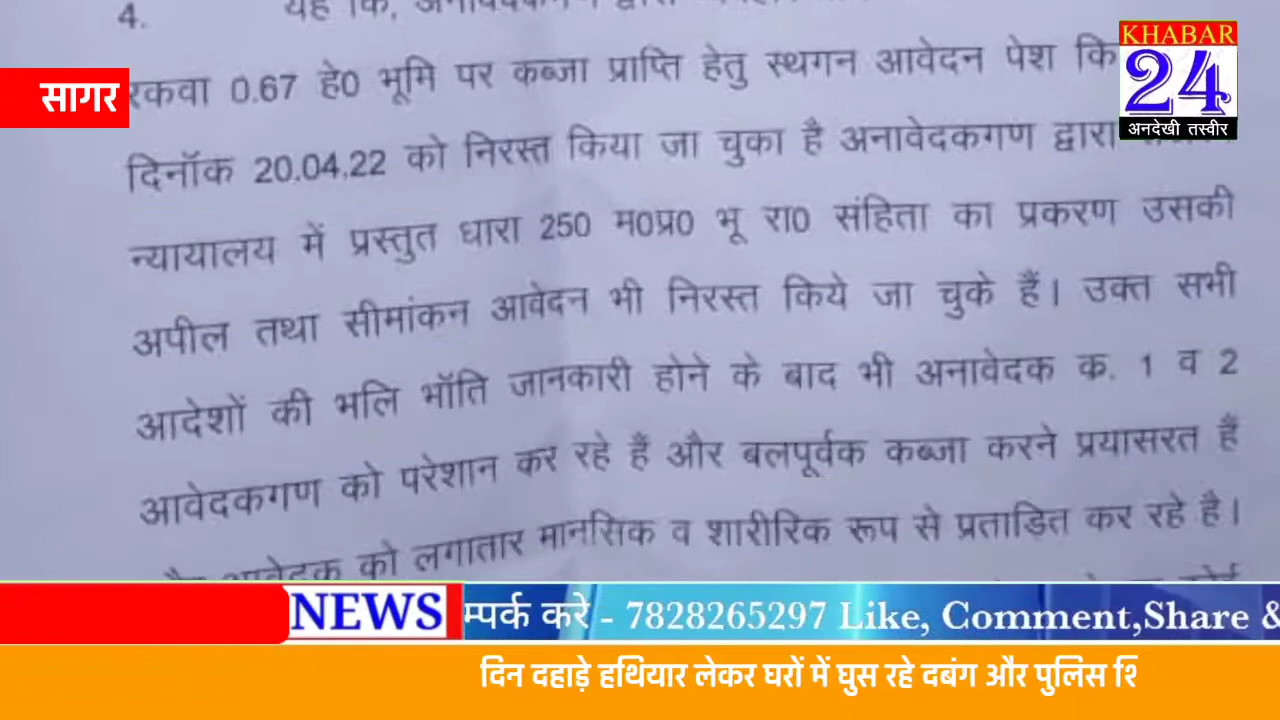 4. यह कि,
रकवा 0.67 हे0 भूमि पर कब्जा प्राप्ति हेतु स्थगन आवेदन पेश कि
दिनॉक 20.04.22 को निरस्त किया जा चुका है अनावेदकगण द्वारा
न्यायालय में प्रस्तुत धारा 250 म0प्र0 भू रा0 संहिता का प्रकरण उसकी
अपील तथा सीमांकन आवेदन भी निरस्त किये जा चुके हैं। उक्त सभी
आदेशों की भलि भॉति जानकारी होने के बाद भी अनावेदक क. 1 व 2
आवेदकगण को परेशान कर रहे हैं और बलपूर्वक कब्जा करने प्रयासरत हैं
आवेदक को लगातार मानसिक व शारीरिक रूप से प्रताड़ित कर रहे है।
सागर
KHABAR
24
अनदेखी तस्वीर
NEWS
म्पर्क करे - 7828265297 Like, Comment,Share &
दिन दहाड़े हथियार लेकर घरों में घुस रहे दबंग और पुलिस शि